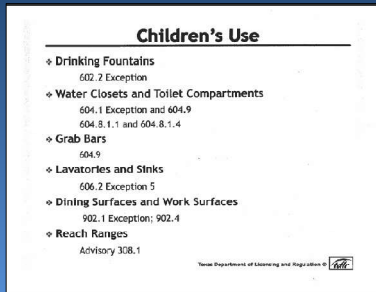 Children's Use
❖ Drinking Fountains
602.2 Exception
❖ Water Closets and Toilet Compartments
604.1 Exception and 604.9
604.8.1.1 and 604.8.1.4
❖ Grab Bars
604.9
❖ Lavatories and Sinks
606.2 Exception 5
❖ Dining Surfaces and Work Surfaces
902.1 Exception; 902.4
❖ Reach Ranges
Advisory 308.1
Texas Department of Licensing and Regulation ©